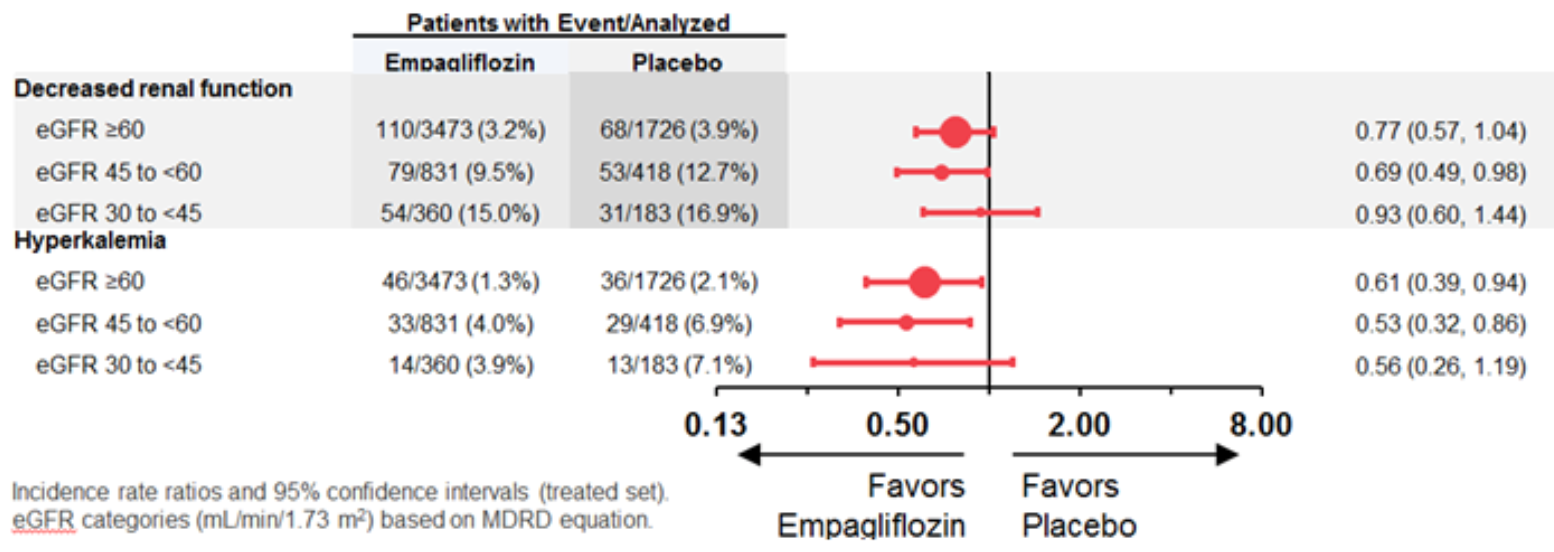 Patients with Event/Analyzed
Empagliflozin Placebo
Decreased renal function
eGFR ≥60 110/3473 (3.2%) 68/1726 (3.9%) 0.77 (0.57, 1.04)
eGFR 45 to <60 79/831 (9.5%) 53/418 (12.7%) 0.69 (0.49, 0.98)
eGFR 30 to <45 54/360 (15.0%) 31/183 (16.9%) 0.93 (0.60, 1.44)
Hyperkalemia
eGFR ≥60 46/3473 (1.3%) 36/1726 (2.1%) 0.61 (0.39, 0.94)
eGFR 45 to <60 33/831 (4.0%) 29/418 (6.9%) 0.53 (0.32, 0.86)
eGFR 30 to <45 14/360 (3.9%) 13/183 (7.1%) 0.56 (0.26, 1.19)
0.13 0.50 2.00 8.00
Favors Empagliflozin
Favors Placebo
Incidence rate ratios and 95% confidence intervals (treated set).
eGFR categories (mL/min/1.73 m²) based on MDRD equation.